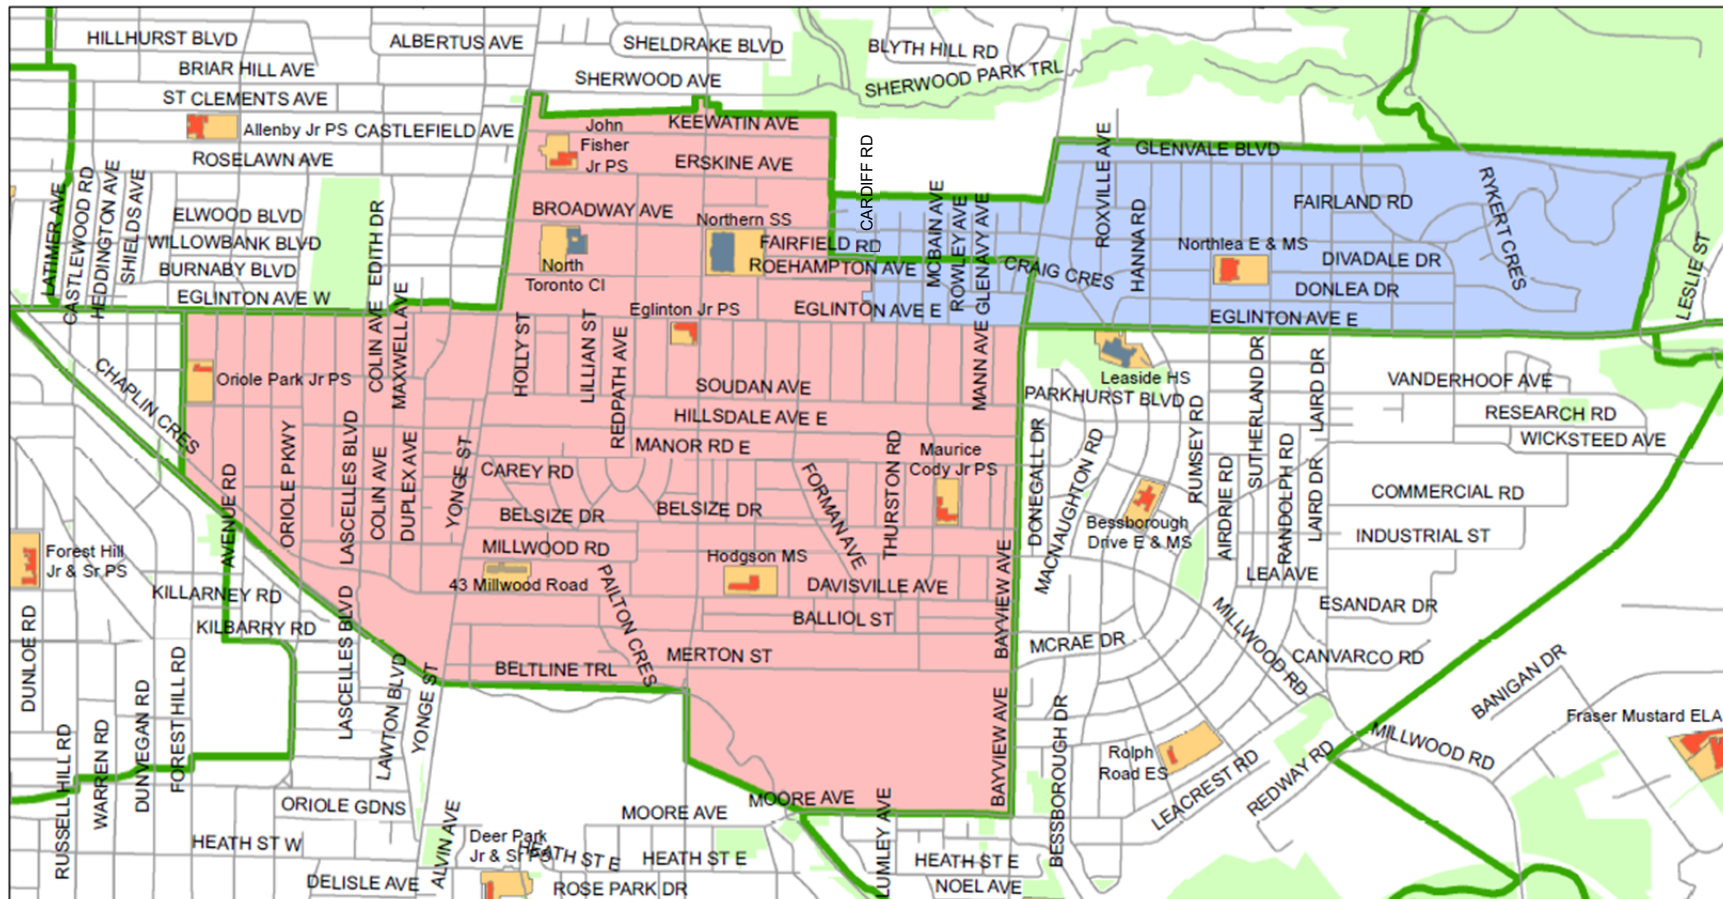 HILLHURST BLVD
ALBERTUS AVE
SHELDRAKE BLVD
BLYTH HILL RD
BRIAR HILL AVE
SHERWOOD AVE
SHERWOOD PARK TRL
ST CLEMENTS AVE
Allenby Jr PS
CASTLEFIELD AVE
John
Fisher
Jr PS
KEEWATIN AVE
ROSELAWN AVE
ERSKINE AVE
CARDIFF RD
ROXVILLE AVE
GLENVALE BLVD
LATIMER AVE
CASTLEWOOD RD
HEDDINGTON AVE
SHIELDS AVE
ELWOOD BLVD
WILLOWBANK BLVD
BURNABY BLVD
EGLINTON AVE W
EDITH DR
BROADWAY AVE
Northern SS
FAIRFIELD RD
ROEHAMPTON AVE
North
Toronto CI
MCBAIN AVE
ROWLEY AVE
GLENAVY AVE
CRAIG CRES
HANNA RD
FAIRLAND RD
RYKERT CRES
Northlea E & MS
DIVADALE DR
DONLEA DR
LESLIE ST
Eglinton Jr PS
EGLINTON AVE E
EGLINTON AVE E
CHAPLIN CRES
Oriole Park Jr PS
COLIN AVE
MAXWELL AVE
HOLLY ST
LILLIAN ST
REDPATH AVE
SOUDAN AVE
MANN AVE
Leaside HS
PARKHURST BLVD
SUTHERLAND DR
LAIRD DR
VANDERHOOF AVE
RESEARCH RD
WICKSTEED AVE
HILLSDALE AVE E
MANOR RD E
AVENUE RD
ORIOLE PKWY
LASCELLES BLVD
COLIN AVE
DUPLEX AVE
YONGE ST
CAREY RD
BELSIZE DR
BELSIZE DR
FORMAN AVE
THURSTON RD
Maurice
Cody Jr PS
DONEGALL DR
MACNAUGHTON RD
RUMSEY RD
AIRDRIE RD
RANDOLPH RD
LAIRD DR
COMMERCIAL RD
INDUSTRIAL ST
Bessborough
Drive E & MS
Forest Hill
Jr & Sr PS
MILLWOOD RD
43 Millwood Road
Hodgson MS
DAVISVILLE AVE
BALLIOL ST
BAYVIEW AVE
LEA AVE
ESANDAR DR
KILLARNEY RD
KILBARRY RD
LASCELLES BLVD
PAILTON CRES
MERTON ST
BELTLINE TRL
MCRAE DR
MILLWOOD RD
CANVARCO RD
BANIGAN DR
DUNLOE RD
RUSSELL HILL RD
WARREN RD
DUNVEGAN RD
FOREST HILL RD
LAWTON BLVD
YONGE ST
BAYVIEW AVE
BESSBOROUGH DR
Rolph
Road ES
LEACREST RD
REDWAY RD
MILLWOOD RD
Fraser Mustard ELA
ORIOLE GDNS
HEATH ST W
DELISLE AVE
ALVIN AVE
MOORE AVE
MOORE AVE
Deer Park
Jr & Sr PS
HEATH ST E
HEATH ST E
ROSE PARK DR
LUMLEY AVE
HEATH ST E
NOEL AVE